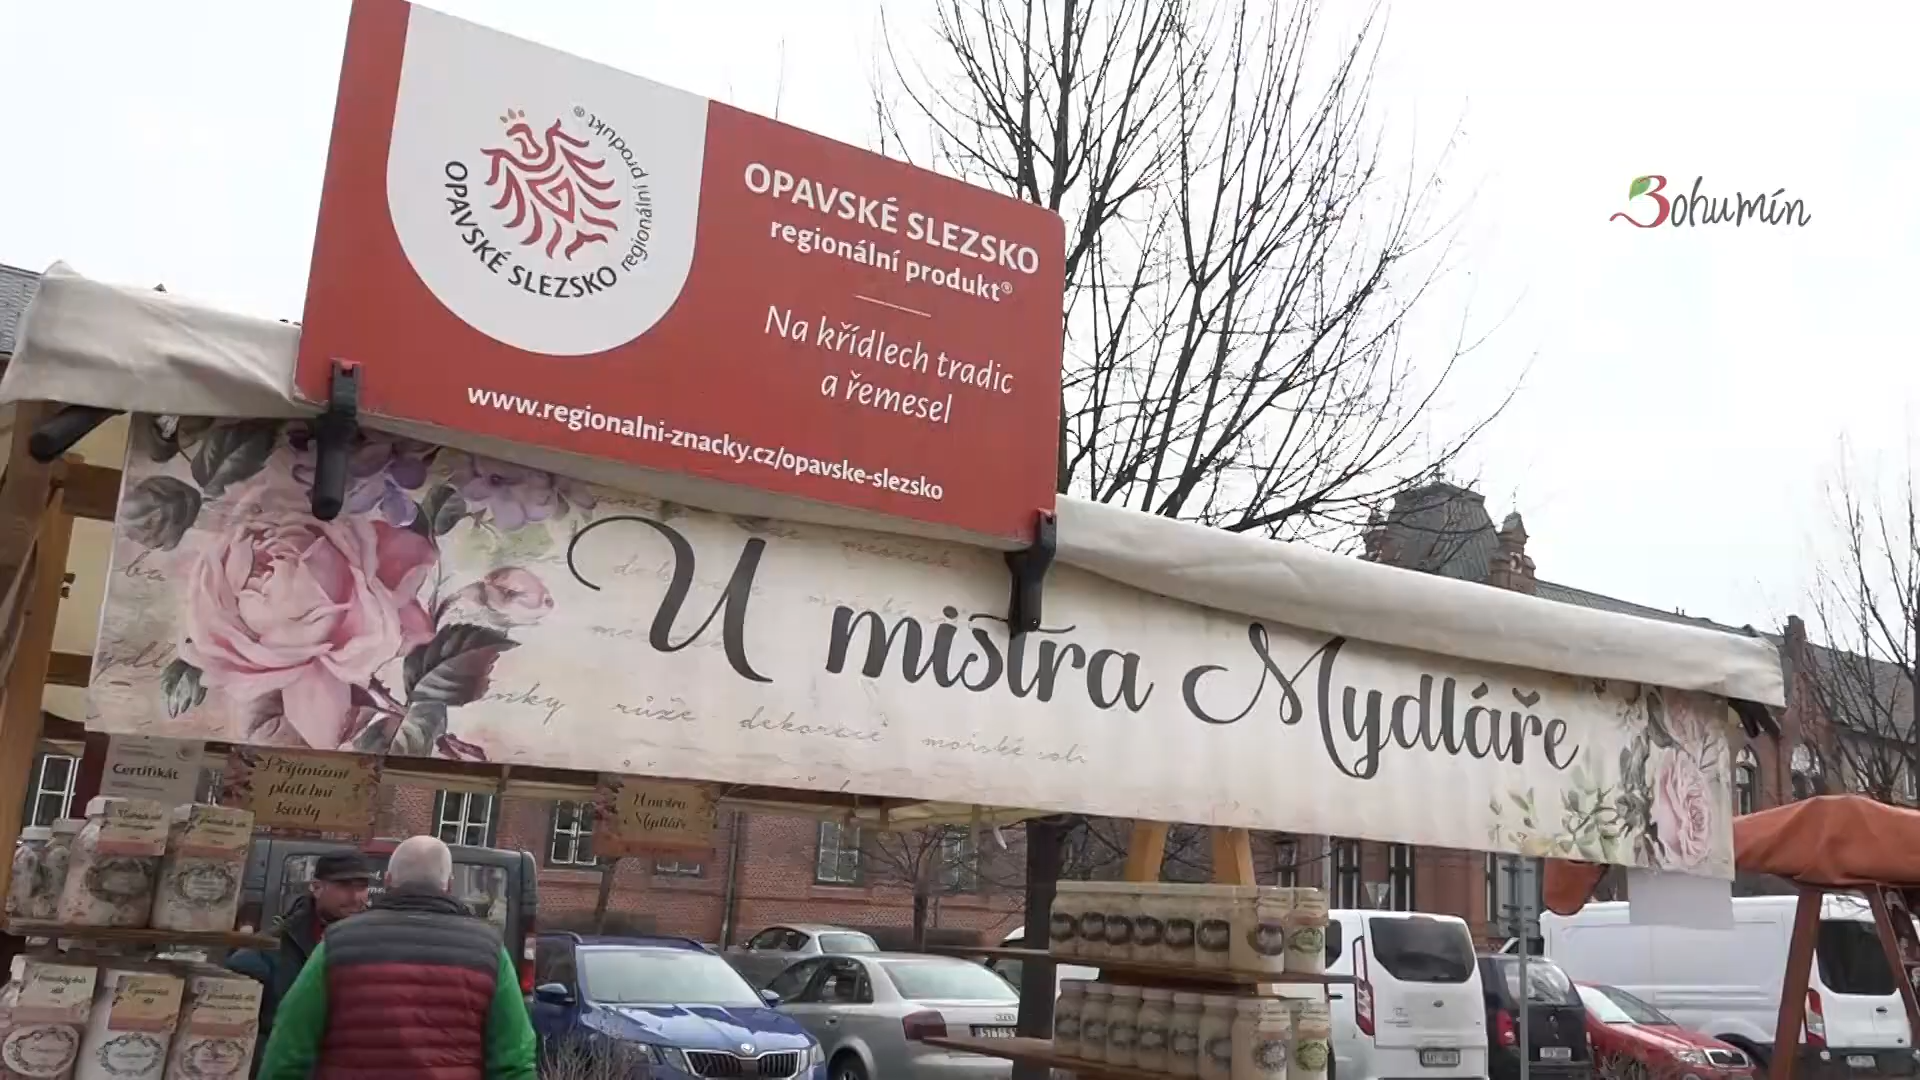 OPAVSKÉ SLEZSKO
regionální produkt®
OPAVSKÉ SLEZSKO
regionální produkt®
Na křídlech tradic
a řemesel
www.regionalni-znacky.cz/opavske-slezsko
Bohumín
U mistra Mydláře
růže dekorace mořské soli
Certifikát
Přijímáme
platební
karty
U mistra
Mydláře